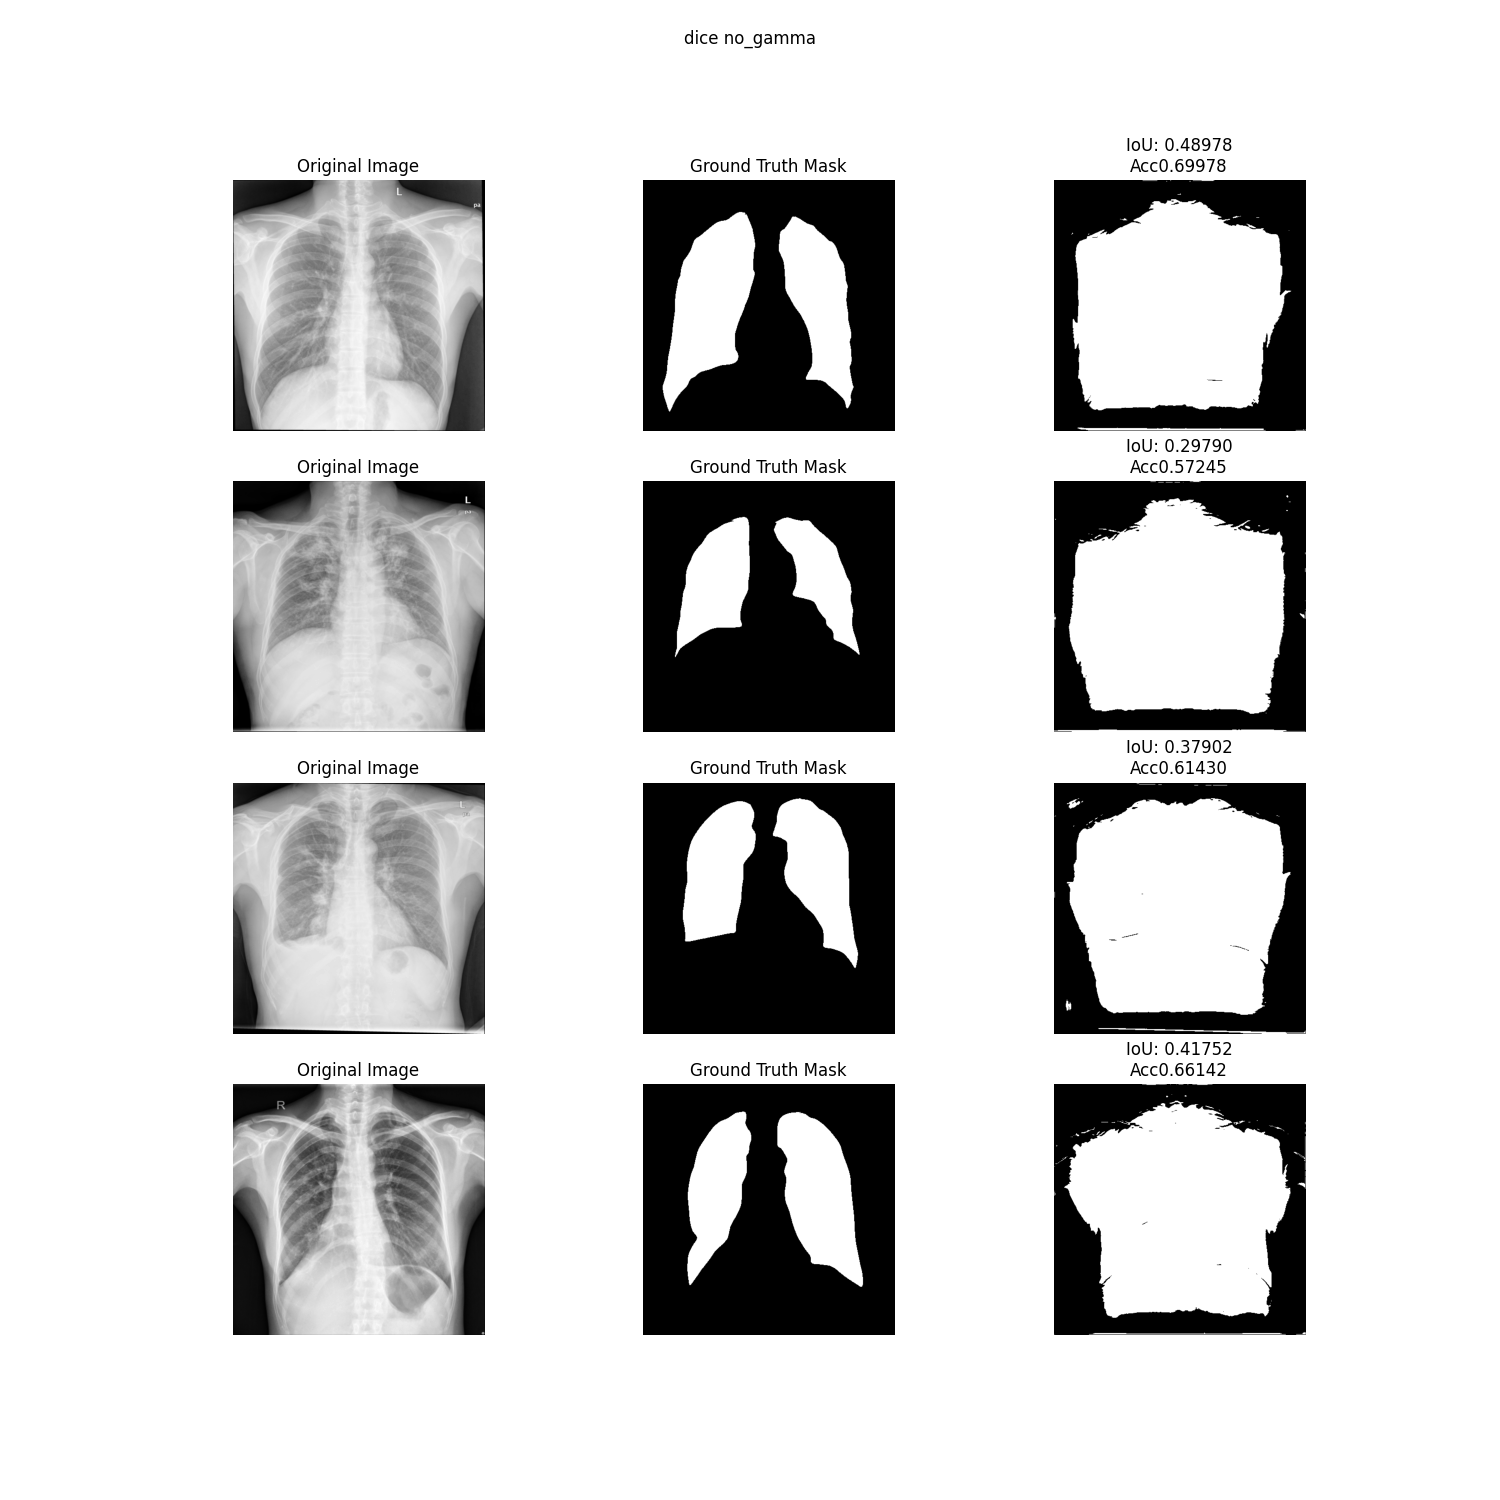 dice no_gamma
IoU: 0.48978
Original Image
Ground Truth Mask
Acc0.69978
L
pa
IoU: 0.29790
Original Image
Ground Truth Mask
Acc0.57245
L
IoU: 0.37902
Original Image
Ground Truth Mask
Acc0.61430
L
IoU: 0.41752
Original Image
Ground Truth Mask
Acc0.66142
R